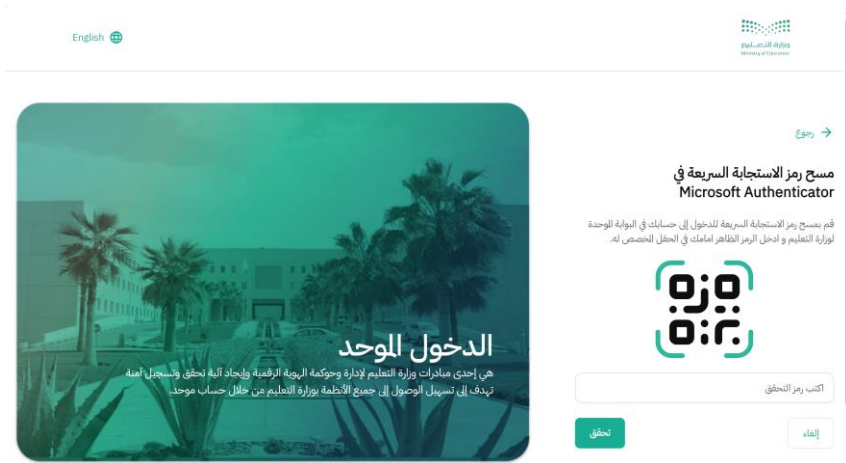 وزارة التعليم
Ministry of Education
English
رجوع
مسح رمز الاستجابة السريعة في
Microsoft Authenticator
قم بمسح رمز الاستجابة السريعة للدخول إلى حسابك في البوابة الموحدة
لوزارة التعليم و ادخل الرمز الظاهر امامك في الحقل المخصص له.
اكتب رمز التحقق
إلغاء
تحقق
الدخول الموحد
هي إحدى مبادرات وزارة التعليم لإدارة وحوكمة الهوية الرقمية وإيجاد آلية تحقق وتسجيل آمنة
تهدف إلى تسهيل الوصول إلى جميع الأنظمة بوزارة التعليم من خلال حساب موحد.